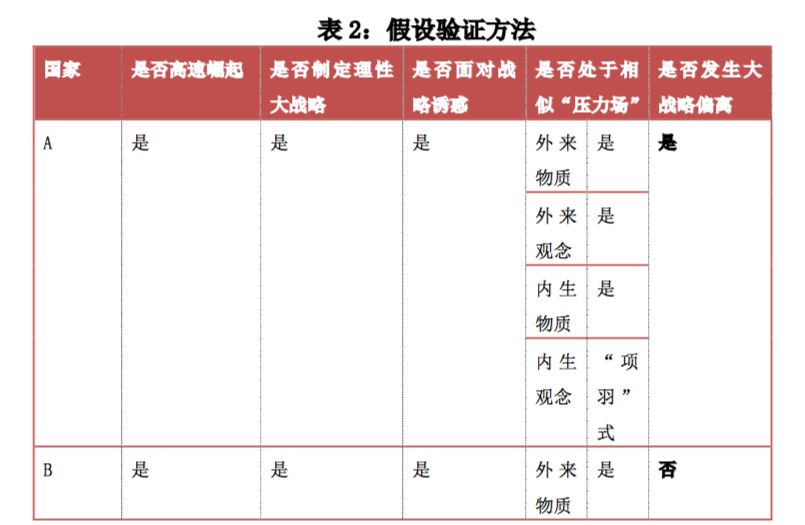 表 2：假设验证方法
国家 是否高速崛起 是否制定理性 是否面对战 是否处于相 是否发生大
大战略 略诱惑 似“压力场” 战略偏离
A 是 是 是 外来 是 是
物质
外来 是
观念
内生 是
物质
内生 “项
观念 羽”
式
B 是 是 是 外来 是 否
物质